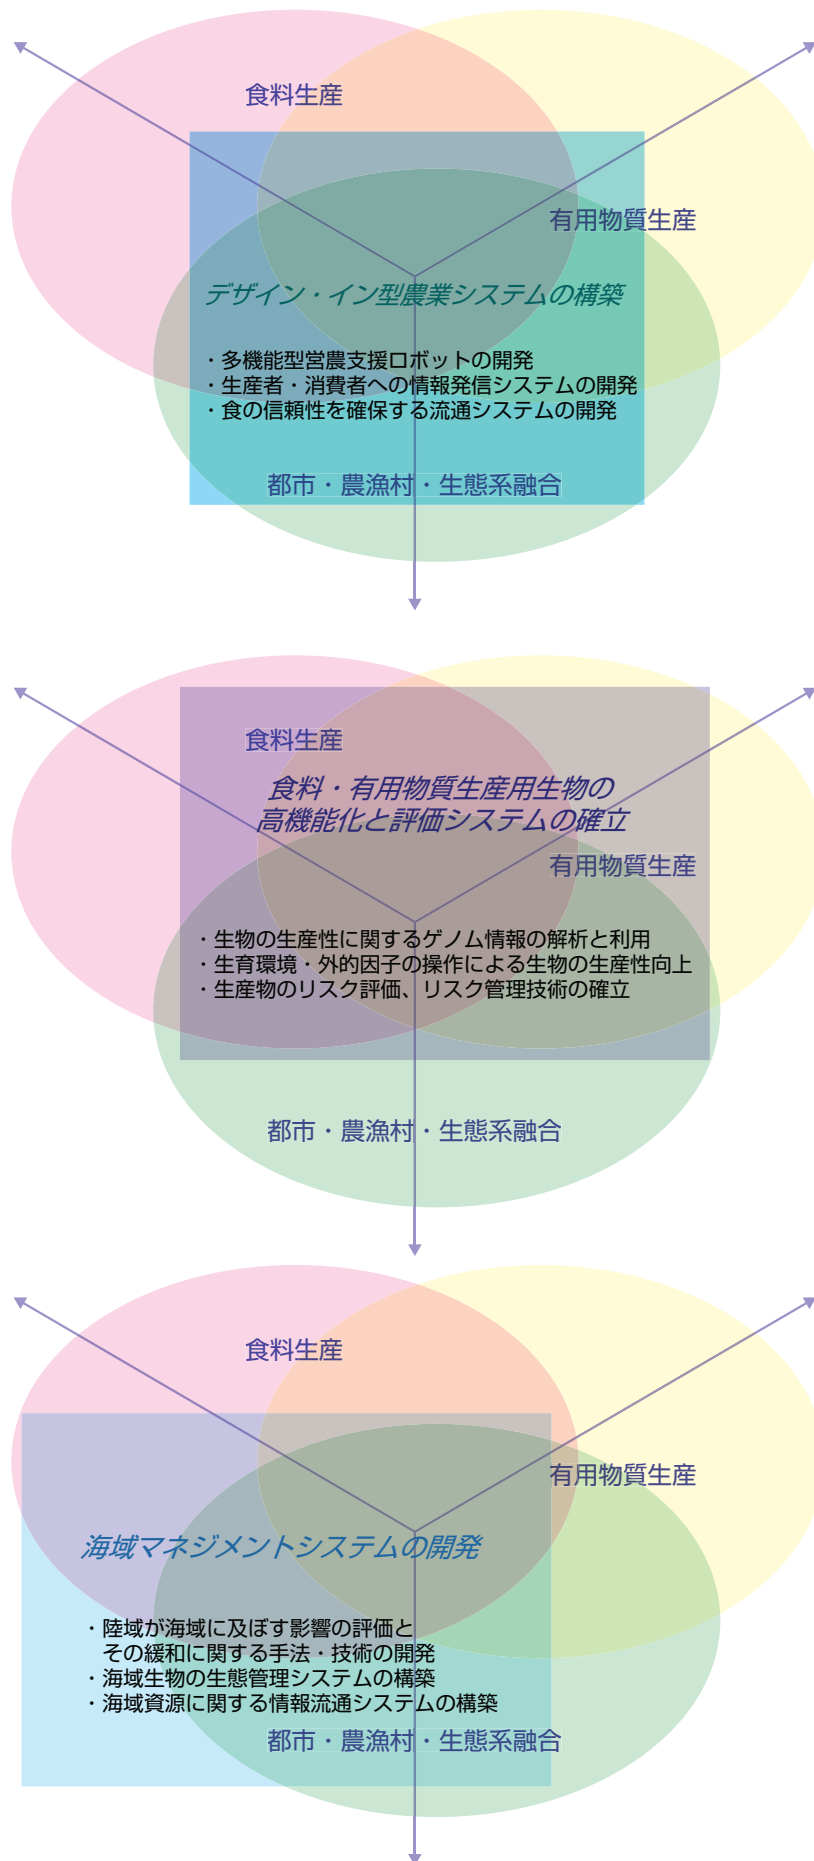 食料生産
有用物質生産
デザイン・イン型農業システムの構築
・多機能型営農支援ロボットの開発
・生産者・消費者への情報発信システムの開発
・食の信頼性を確保する流通システムの開発
都市・農漁村・生態系融合
食料生産
食料・有用物質生産用生物の
高機能化と評価システムの確立
有用物質生産
・生物の生産性に関するゲノム情報の解析と利用
・生育環境・外的因子の操作による生物の生産性向上
・生産物のリスク評価、リスク管理技術の確立
都市・農漁村・生態系融合
食料生産
有用物質生産
海域マネジメントシステムの開発
・陸域が海域に及ぼす影響の評価と
その緩和に関する手法・技術の開発
・海域生物の生態管理システムの構築
・海域資源に関する情報流通システムの構築
都市・農漁村・生態系融合